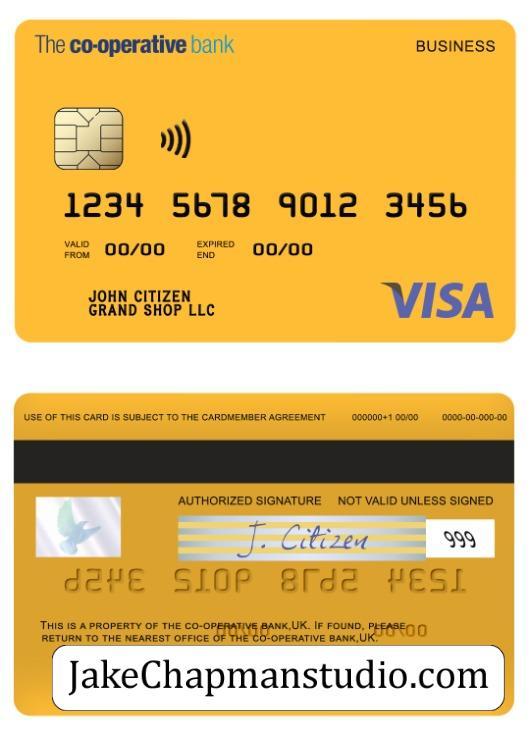 The co-operative bank BUSINESS
1234 5678 9012 3456
VALID FROM 00/00 EXPIRED END 00/00
JOHN CITIZEN
GRAND SHOP LLC
VISA
USE OF THIS CARD IS SUBJECT TO THE CARDMEMBER AGREEMENT 000000+1 00/00 0000-00-000-00
AUTHORIZED SIGNATURE NOT VALID UNLESS SIGNED
J. Citizen 999
THIS IS A PROPERTY OF THE CO-OPERATIVE BANK,UK. IF FOUND, PLEASE
RETURN TO THE NEAREST OFFICE OF THE CO-OPERATIVE BANK,UK.
JakeChapmanstudio.com